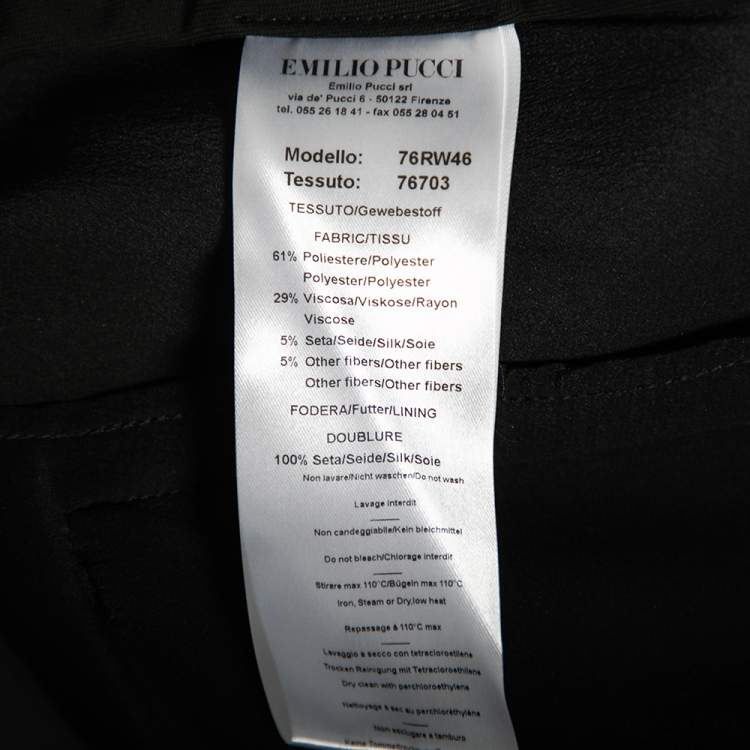 EMILIO PUCCI
Emilio Pucci srl
via de' Pucci 6 - 50122 Firenze
tel. 055 26 18 41 - fax 055 28 04 51
Modello: 76RW46
Tessuto: 76703
TESSUTO/Gewebestoff
FABRIC/TISSU
61% Poliestere/Polyester
Polyester/Polyester
29% Viscosa/Viskose/Rayon
Viscose
5% Seta/Seide/Silk/Soie
5% Other fibers/Other fibers
Other fibers/Other fibers
FODERA/Futter/LINING
DOUBLURE
100% Seta/Seide/Silk/Soie
Non lavare/Nicht waschen/Do not wash
Lavage interdit
Non candeggiabile/Kein bleichmittel
Do not bleach/Chlorage interdit
Stirare max 110°C/Bügeln max 110°C
Iron, Steam or Dry,low heat
Repassage à 110°C max
Lavaggio a secco con tetracloroetilene
Trocken Reinigung mit Tetracloroethilene
Dry clean with perchloroethylene
Nettoyage à sec au perchloréthylène
Non asciugare a tamburo